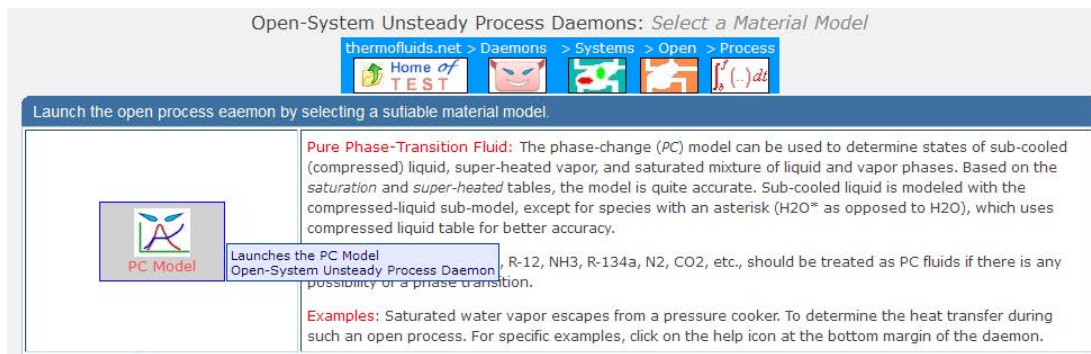 Open-System Unsteady Process Daemons: Select a Material Model
thermofluids.net > Daemons > Systems > Open > Process
Home of
TEST
∫(..)dt
Launch the open process eaemon by selecting a sutiable material model.
Pure Phase-Transition Fluid: The phase-change (PC) model can be used to determine states of sub-cooled
(compressed) liquid, super-heated vapor, and saturated mixture of liquid and vapor phases. Based on the
saturation and super-heated tables, the model is quite accurate. Sub-cooled liquid is modeled with the
compressed-liquid sub-model, except for species with an asterisk (H2O* as opposed to H2O), which uses
compressed liquid table for better accuracy.
PC Model
Launches the PC Model
Open-System Unsteady Process Daemon
, R-12, NH3, R-134a, N2, CO2, etc., should be treated as PC fluids if there is any
possibility of a phase transition.
Examples: Saturated water vapor escapes from a pressure cooker. To determine the heat transfer during
such an open process. For specific examples, click on the help icon at the bottom margin of the daemon.